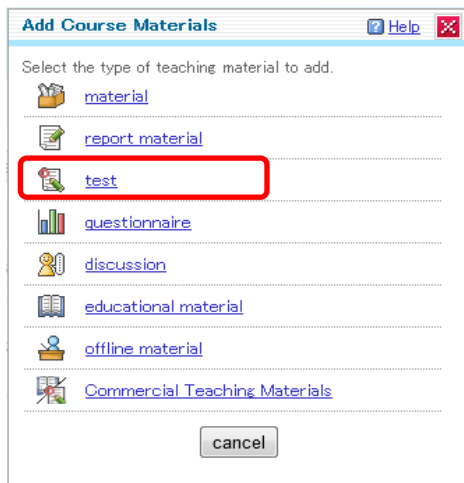 Add Course Materials Help
Select the type of teaching material to add.
material
report material
test
questionnaire
discussion
educational material
offline material
Commercial Teaching Materials
cancel